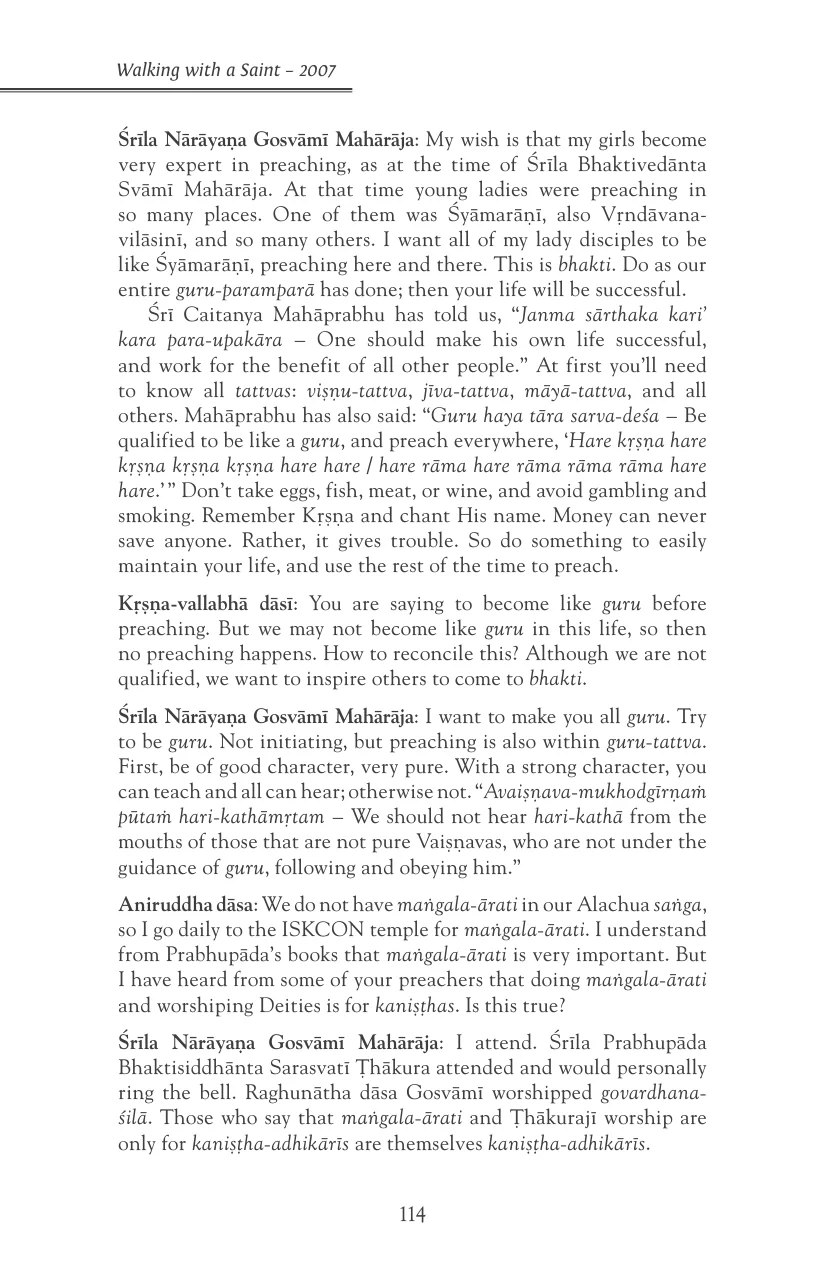 Walking with a Saint – 2007
Śrīla Nārāyaṇa Gosvāmī Mahārāja: My wish is that my girls become
very expert in preaching, as at the time of Śrīla Bhaktivedānta
Svāmī Mahārāja. At that time young ladies were preaching in
so many places. One of them was Śyāmarāṇī, also Vṛndāvana-
vilāsinī, and so many others. I want all of my lady disciples to be
like Śyāmarāṇī, preaching here and there. This is bhakti. Do as our
entire guru-paramparā has done; then your life will be successful.
Śrī Caitanya Mahāprabhu has told us, “Janma sārthaka kari’
kara para-upakāra – One should make his own life successful,
and work for the benefit of all other people.” At first you’ll need
to know all tattvas: viṣṇu-tattva, jīva-tattva, māyā-tattva, and all
others. Mahāprabhu has also said: “Guru haya tāra sarva-deśa – Be
qualified to be like a guru, and preach everywhere, ‘Hare kṛṣṇa hare
kṛṣṇa kṛṣṇa kṛṣṇa hare hare / hare rāma hare rāma rāma rāma hare
hare.’ ” Don’t take eggs, fish, meat, or wine, and avoid gambling and
smoking. Remember Kṛṣṇa and chant His name. Money can never
save anyone. Rather, it gives trouble. So do something to easily
maintain your life, and use the rest of the time to preach.
Kṛṣṇa-vallabhā dāsī: You are saying to become like guru before
preaching. But we may not become like guru in this life, so then
no preaching happens. How to reconcile this? Although we are not
qualified, we want to inspire others to come to bhakti.
Śrīla Nārāyaṇa Gosvāmī Mahārāja: I want to make you all guru. Try
to be guru. Not initiating, but preaching is also within guru-tattva.
First, be of good character, very pure. With a strong character, you
can teach and all can hear; otherwise not. “Avaiṣṇava-mukhodgīrṇaṁ
pūtaṁ hari-kathāmṛtam – We should not hear hari-kathā from the
mouths of those that are not pure Vaiṣṇavas, who are not under the
guidance of guru, following and obeying him.”
Aniruddha dāsa: We do not have maṅgala-ārati in our Alachua saṅga,
so I go daily to the ISKCON temple for maṅgala-ārati. I understand
from Prabhupāda’s books that maṅgala-ārati is very important. But
I have heard from some of your preachers that doing maṅgala-ārati
and worshiping Deities is for kaniṣṭhas. Is this true?
Śrīla Nārāyaṇa Gosvāmī Mahārāja: I attend. Śrīla Prabhupāda
Bhaktisiddhānta Sarasvatī Ṭhākura attended and would personally
ring the bell. Raghunātha dāsa Gosvāmī worshipped govardhana-
śilā. Those who say that maṅgala-ārati and Ṭhākurajī worship are
only for kaniṣṭha-adhikārīs are themselves kaniṣṭha-adhikārīs.
114